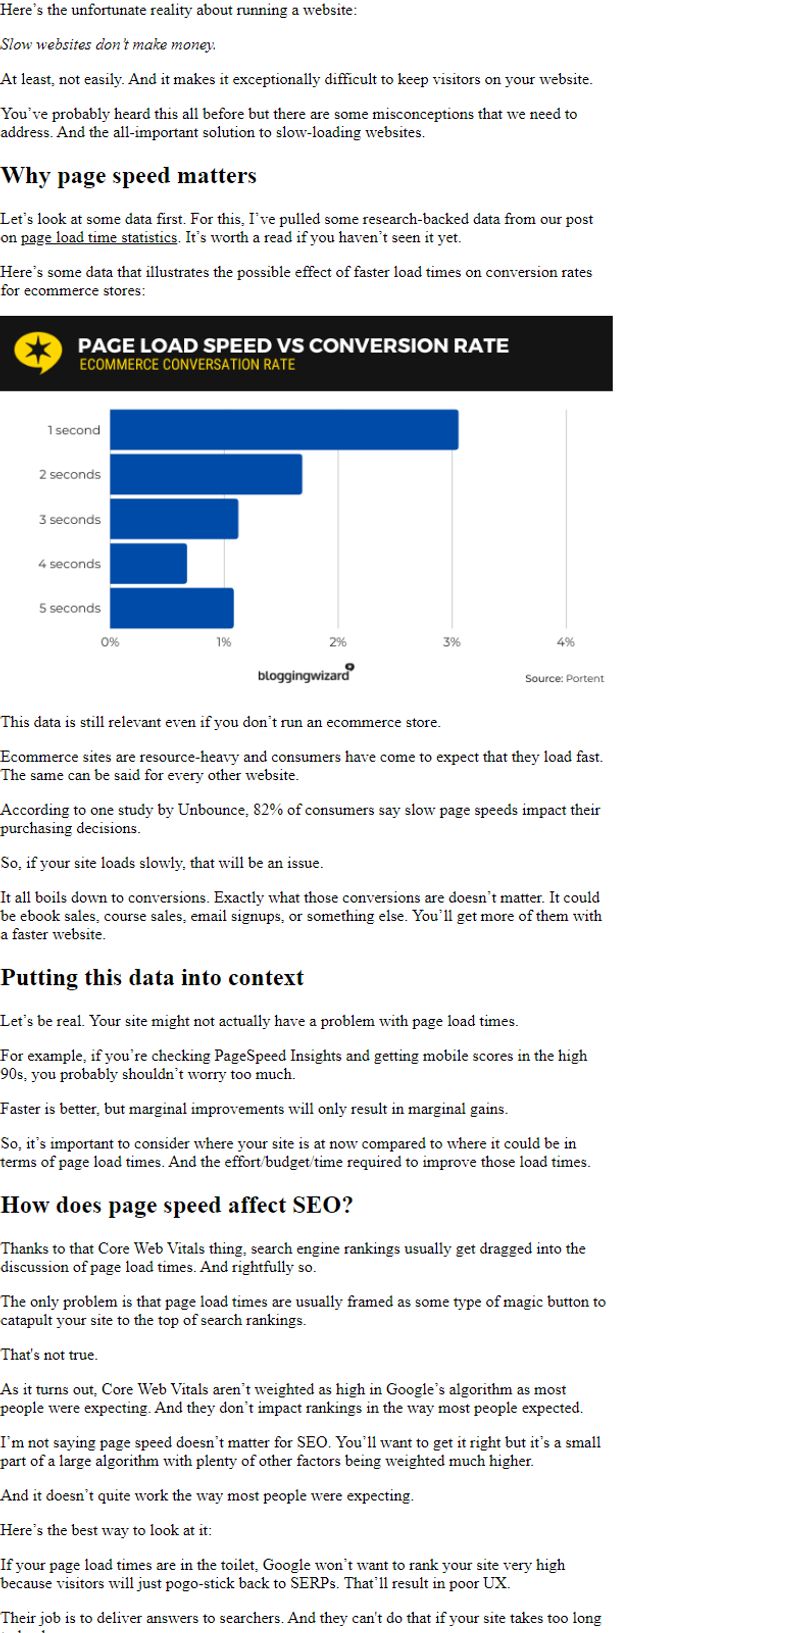 Here’s the unfortunate reality about running a website:
Slow websites don’t make money.
At least, not easily. And it makes it exceptionally difficult to keep visitors on your website.
You’ve probably heard this all before but there are some misconceptions that we need to
address. And the all-important solution to slow-loading websites.
Why page speed matters
Let’s look at some data first. For this, I’ve pulled some research-backed data from our post
on page load time statistics. It’s worth a read if you haven’t seen it yet.
Here’s some data that illustrates the possible effect of faster load times on conversion rates
for ecommerce stores:
PAGE LOAD SPEED VS CONVERSION RATE
ECOMMERCE CONVERSATION RATE
1 second
2 seconds
3 seconds
4 seconds
5 seconds
0% 1% 2% 3% 4%
bloggingwizard
Source: Portent
This data is still relevant even if you don’t run an ecommerce store.
Ecommerce sites are resource-heavy and consumers have come to expect that they load fast.
The same can be said for every other website.
According to one study by Unbounce, 82% of consumers say slow page speeds impact their
purchasing decisions.
So, if your site loads slowly, that will be an issue.
It all boils down to conversions. Exactly what those conversions are doesn’t matter. It could
be ebook sales, course sales, email signups, or something else. You’ll get more of them with
a faster website.
Putting this data into context
Let’s be real. Your site might not actually have a problem with page load times.
For example, if you’re checking PageSpeed Insights and getting mobile scores in the high
90s, you probably shouldn’t worry too much.
Faster is better, but marginal improvements will only result in marginal gains.
So, it’s important to consider where your site is at now compared to where it could be in
terms of page load times. And the effort/budget/time required to improve those load times.
How does page speed affect SEO?
Thanks to that Core Web Vitals thing, search engine rankings usually get dragged into the
discussion of page load times. And rightfully so.
The only problem is that page load times are usually framed as some type of magic button to
catapult your site to the top of search rankings.
That's not true.
As it turns out, Core Web Vitals aren’t weighted as high in Google’s algorithm as most
people were expecting. And they don’t impact rankings in the way most people expected.
I’m not saying page speed doesn’t matter for SEO. You’ll want to get it right but it’s a small
part of a large algorithm with plenty of other factors being weighted much higher.
And it doesn’t quite work the way most people were expecting.
Here’s the best way to look at it:
If your page load times are in the toilet, Google won’t want to rank your site very high
because visitors will just pogo-stick back to SERPs. That’ll result in poor UX.
Their job is to deliver answers to searchers. And they can't do that if your site takes too long